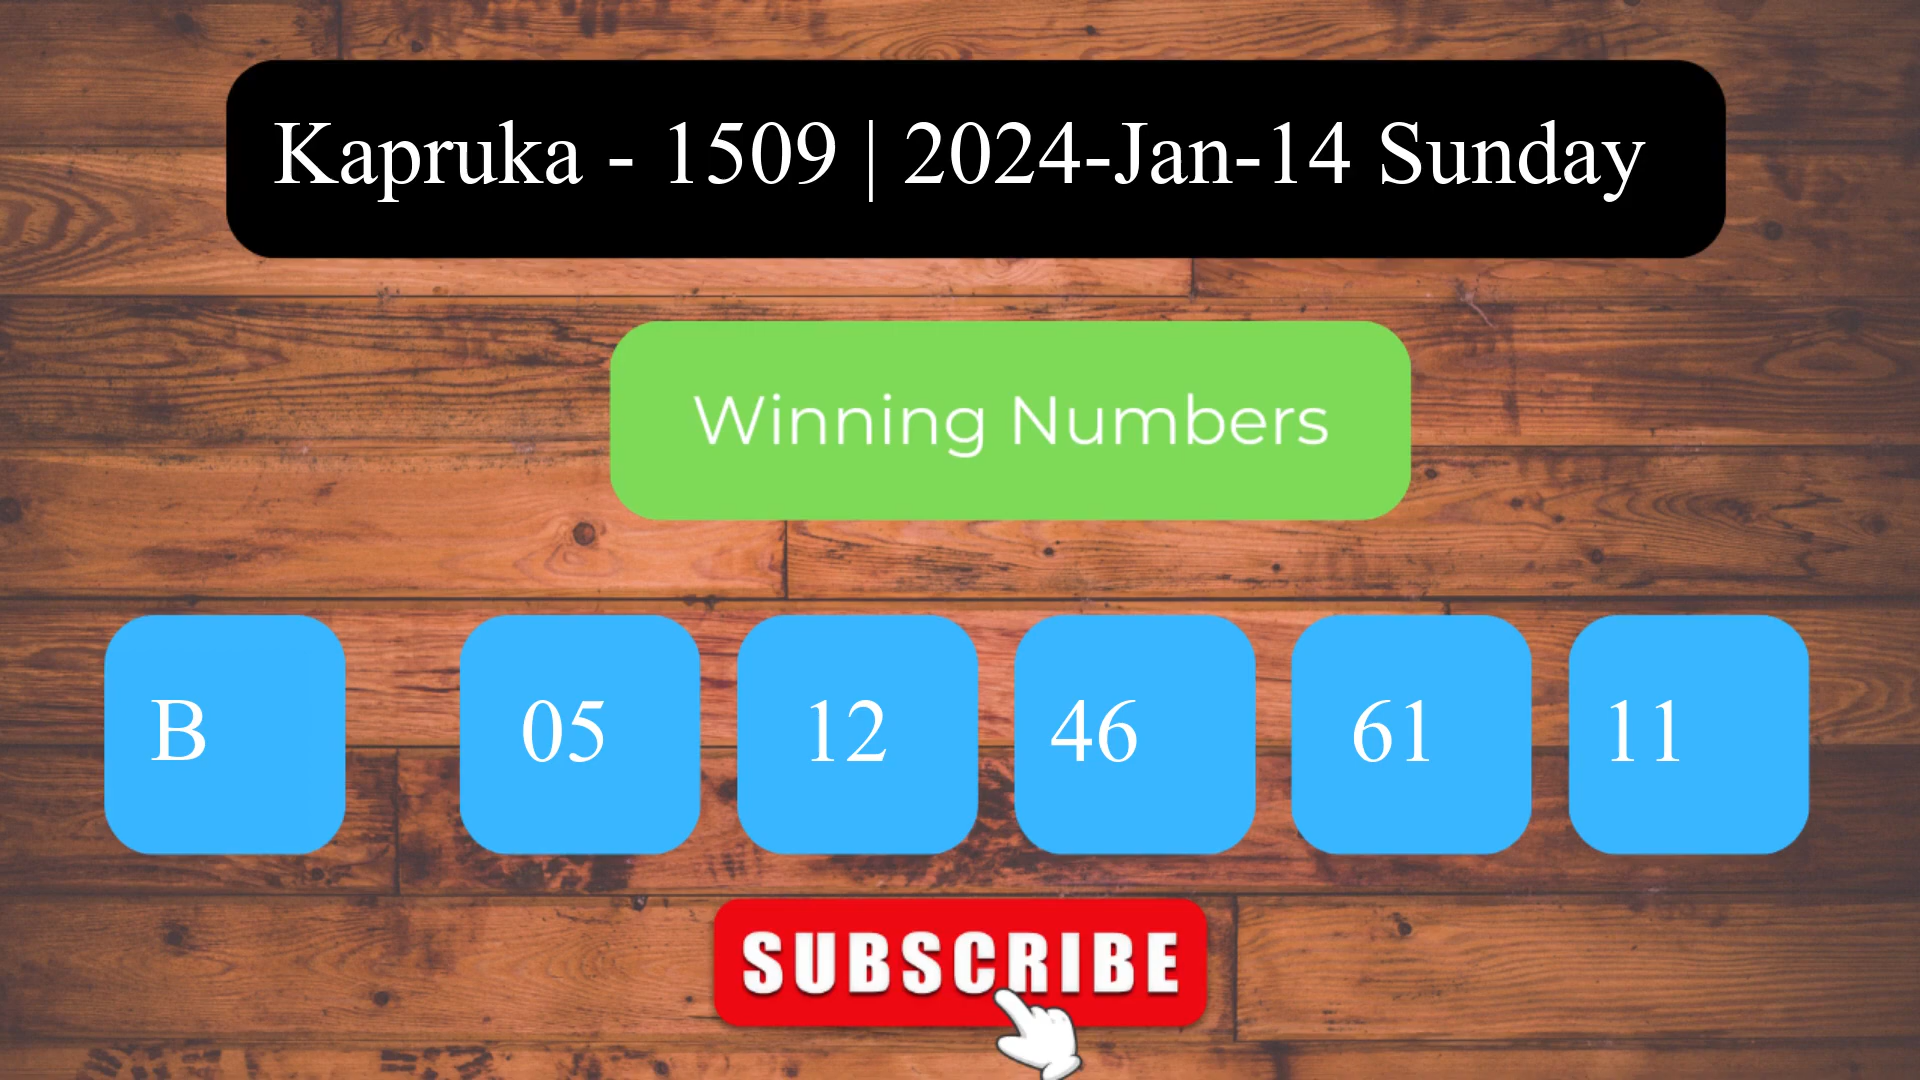 Kapruka - 1509 | 2024-Jan-14 Sunday
Winning Numbers
B 05 12 46 61 11
SUBSCRIBE